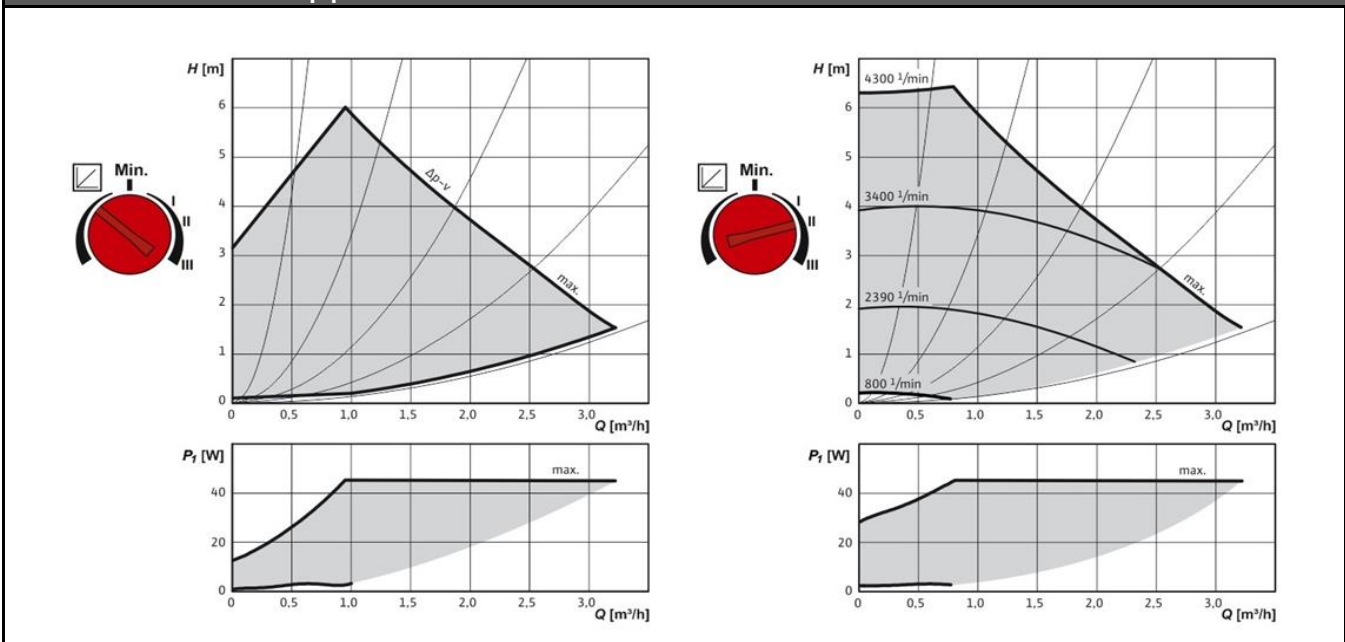 H [m]
6
5
4
3
2
1
0
Δp-v
max.
0 0,5 1,0 1,5 2,0 2,5 3,0
Q [m³/h]
Min.
I
II
III
P₁ [W]
40
20
0
max.
0 0,5 1,0 1,5 2,0 2,5 3,0
Q [m³/h]
H [m]
6
5
4
3
2
1
0
4300 ¹/min
3400 ¹/min
2390 ¹/min
800 ¹/min
max.
0 0,5 1,0 1,5 2,0 2,5 3,0
Q [m³/h]
Min.
I
II
III
P₁ [W]
40
20
0
max.
0 0,5 1,0 1,5 2,0 2,5 3,0
Q [m³/h]